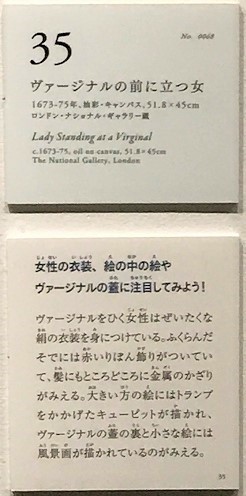 35
No. 0068
ヴァージナルの前に立つ女
1673-75年、油彩・キャンバス、51.8×45cm
ロンドン・ナショナル・ギャラリー蔵
Lady Standing at a Virginal
c.1673-75, oil on canvas, 51.8×45cm
The National Gallery, London
女性の衣装、絵の中の絵や
ヴァージナルの蓋に注目してみよう！
ヴァージナルをひく女性はぜいたくな
絹の衣装を身につけている。ふくらんだ
そでには赤いりぼん飾りがついてい
て、髪にもところどころに金属のかざり
がみえる。大きい方の絵にはトランプ
をかかげたキューピットが描かれ、
ヴァージナルの蓋の裏と小さな絵には
風景画が描かれているのがみえる。
35